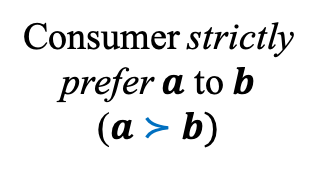 Consumer strictly
prefer a to b
(a ≻ b)